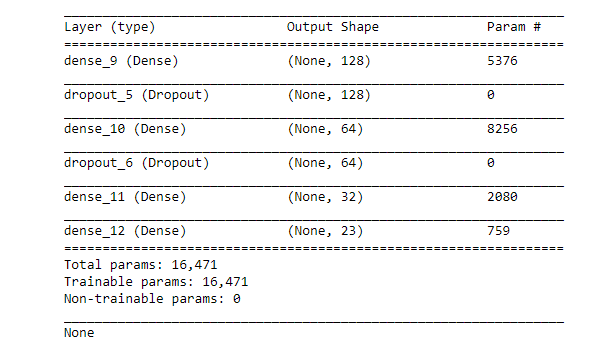 Layer (type) Output Shape Param #
dense_9 (Dense) (None, 128) 5376
dropout_5 (Dropout) (None, 128) 0
dense_10 (Dense) (None, 64) 8256
dropout_6 (Dropout) (None, 64) 0
dense_11 (Dense) (None, 32) 2080
dense_12 (Dense) (None, 23) 759
Total params: 16,471
Trainable params: 16,471
Non-trainable params: 0
None